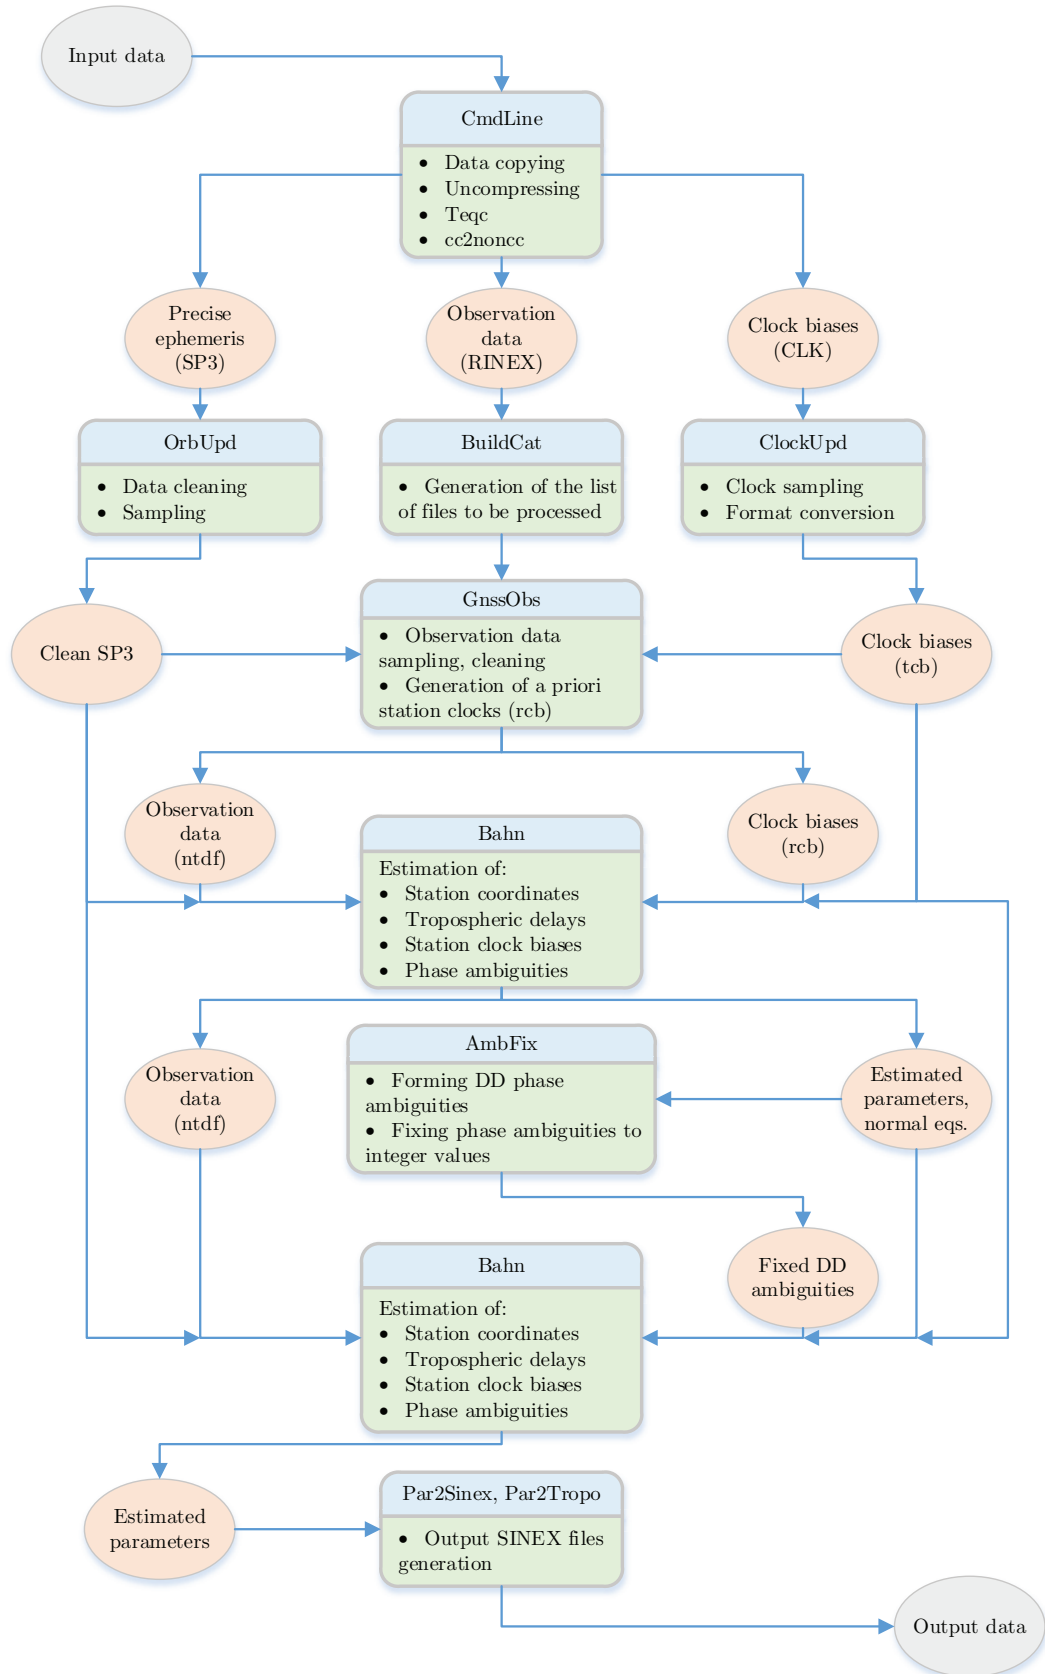 Input data
CmdLine
• Data copying
• Uncompressing
• Teqc
• cc2noncc
Precise
ephemeris
(SP3)
Observation
data
(RINEX)
Clock biases
(CLK)
OrbUpd
• Data cleaning
• Sampling
BuildCat
• Generation of the list
of files to be processed
ClockUpd
• Clock sampling
• Format conversion
Clean SP3
GnssObs
• Observation data
sampling, cleaning
• Generation of a priori
station clocks (rcb)
Clock biases
(tcb)
Observation
data
(ntdf)
Clock biases
(rcb)
Bahn
Estimation of:
• Station coordinates
• Tropospheric delays
• Station clock biases
• Phase ambiguities
Observation
data
(ntdf)
AmbFix
• Forming DD phase
ambiguities
• Fixing phase ambiguities to
integer values
Estimated
parameters,
normal eqs.
Fixed DD
ambiguities
Bahn
Estimation of:
• Station coordinates
• Tropospheric delays
• Station clock biases
• Phase ambiguities
Estimated
parameters
Par2Sinex, Par2Tropo
• Output SINEX files
generation
Output data